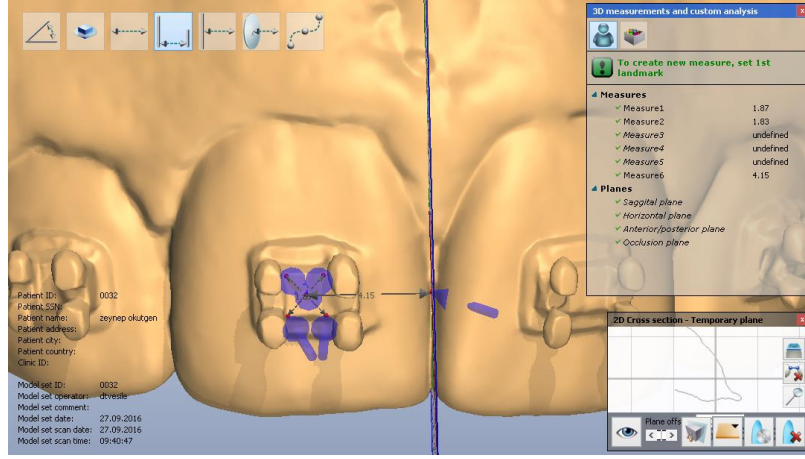 3D measurements and custom analysis
To create new measure, set 1st
landmark
Measures
Measure1 1.87
Measure2 1.83
Measure3 undefined
Measure4 undefined
Measure5 undefined
Measure6 4.15
Planes
Saggital plane
Horizontal plane
Anterior/posterior plane
Occlusion plane
4.15
Patient ID: 0032
Patient SSN:
Patient name: zeynep okutgen
Patient address:
Patient city:
Patient country:
Clinic ID:
Model set ID: 0032
Model set operator: dtvesile
Model set comment:
Model set date: 27.09.2016
Model set scan date: 27.09.2016
Model set scan time: 09:40:47
2D Cross section - Temporary plane
Plane offs